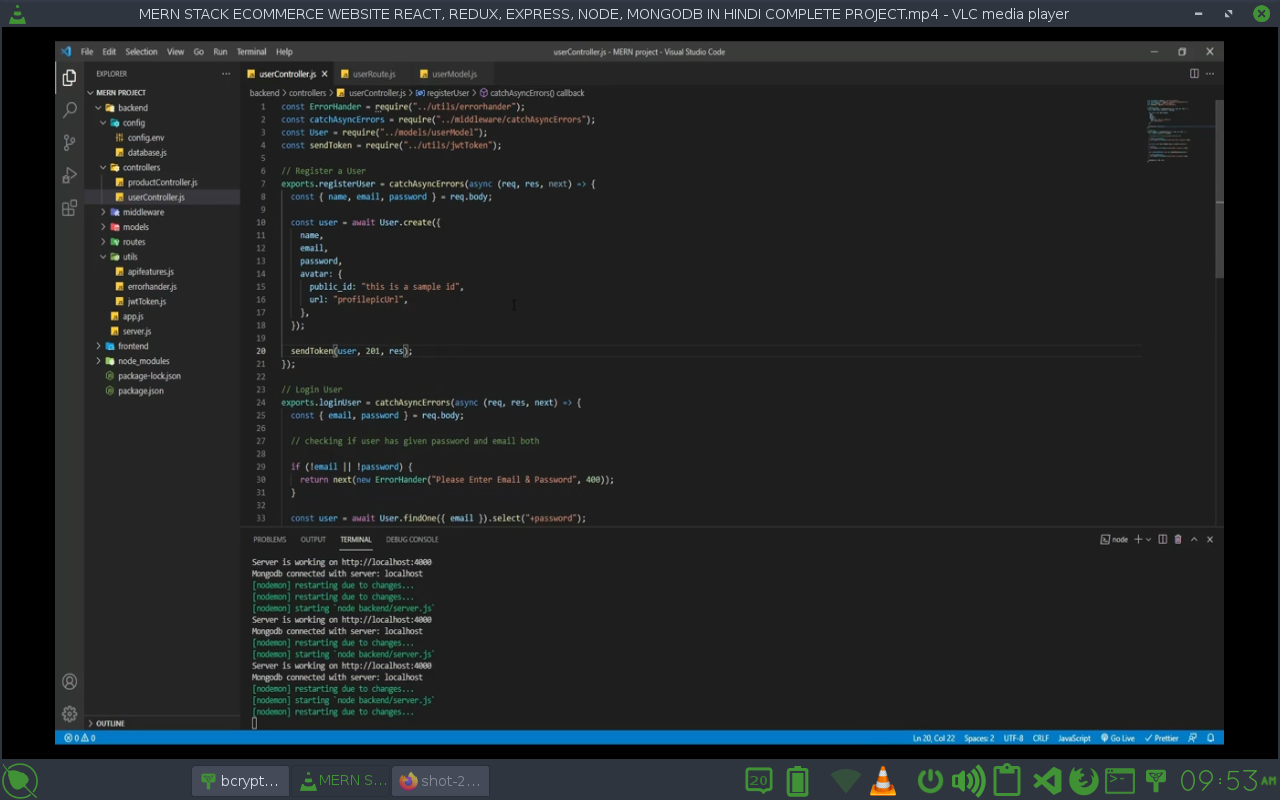 MERN STACK ECOMMERCE WEBSITE REACT, REDUX, EXPRESS, NODE, MONGODB IN HINDI COMPLETE PROJECT.mp4 - VLC media player
File Edit Selection View Go Run Terminal Help
userController.js - MERN project - Visual Studio Code
EXPLORER
MERN PROJECT
backend
config
config.env
database.js
controllers
productController.js
userController.js
middleware
models
routes
utils
apifeatures.js
errorhander.js
jwtToken.js
app.js
server.js
frontend
node_modules
package-lock.json
package.json
OUTLINE
userController.js userRoute.js userModel.js
backend > controllers > userController.js > registerUser > catchAsyncErrors() callback
1 const ErrorHander = require("../utils/errorhander");
2 const catchAsyncErrors = require("../middleware/catchAsyncErrors");
3 const User = require("../models/userModel");
4 const sendToken = require("../utils/jwtToken");
5
6 // Register a User
7 exports.registerUser = catchAsyncErrors(async (req, res, next) => {
8 const { name, email, password } = req.body;
9
10 const user = await User.create({
11 name,
12 email,
13 password,
14 avatar: {
15 public_id: "this is a sample id",
16 url: "profilepicUrl",
17 },
18 });
19
20 sendToken(user, 201, res);
21 });
22
23 // Login User
24 exports.loginUser = catchAsyncErrors(async (req, res, next) => {
25 const { email, password } = req.body;
26
27 // checking if user has given password and email both
28
29 if (!email || !password) {
30 return next(new ErrorHander("Please Enter Email & Password", 400));
31 }
32
33 const user = await User.findOne({ email }).select("+password");
PROBLEMS OUTPUT TERMINAL DEBUG CONSOLE
node
Server is working on http://localhost:4000
Mongodb connected with server: localhost
[nodemon] restarting due to changes...
[nodemon] restarting due to changes...
[nodemon] starting `node backend/server.js`
Server is working on http://localhost:4000
Mongodb connected with server: localhost
[nodemon] restarting due to changes...
[nodemon] starting `node backend/server.js`
Server is working on http://localhost:4000
Mongodb connected with server: localhost
[nodemon] restarting due to changes...
[nodemon] starting `node backend/server.js`
[nodemon] restarting due to changes...
0 0
Ln 20, Col 22 Spaces: 2 UTF-8 CRLF JavaScript Go Live Prettier
bcrypt... MERN S... shot-2...
20
09:53 AM